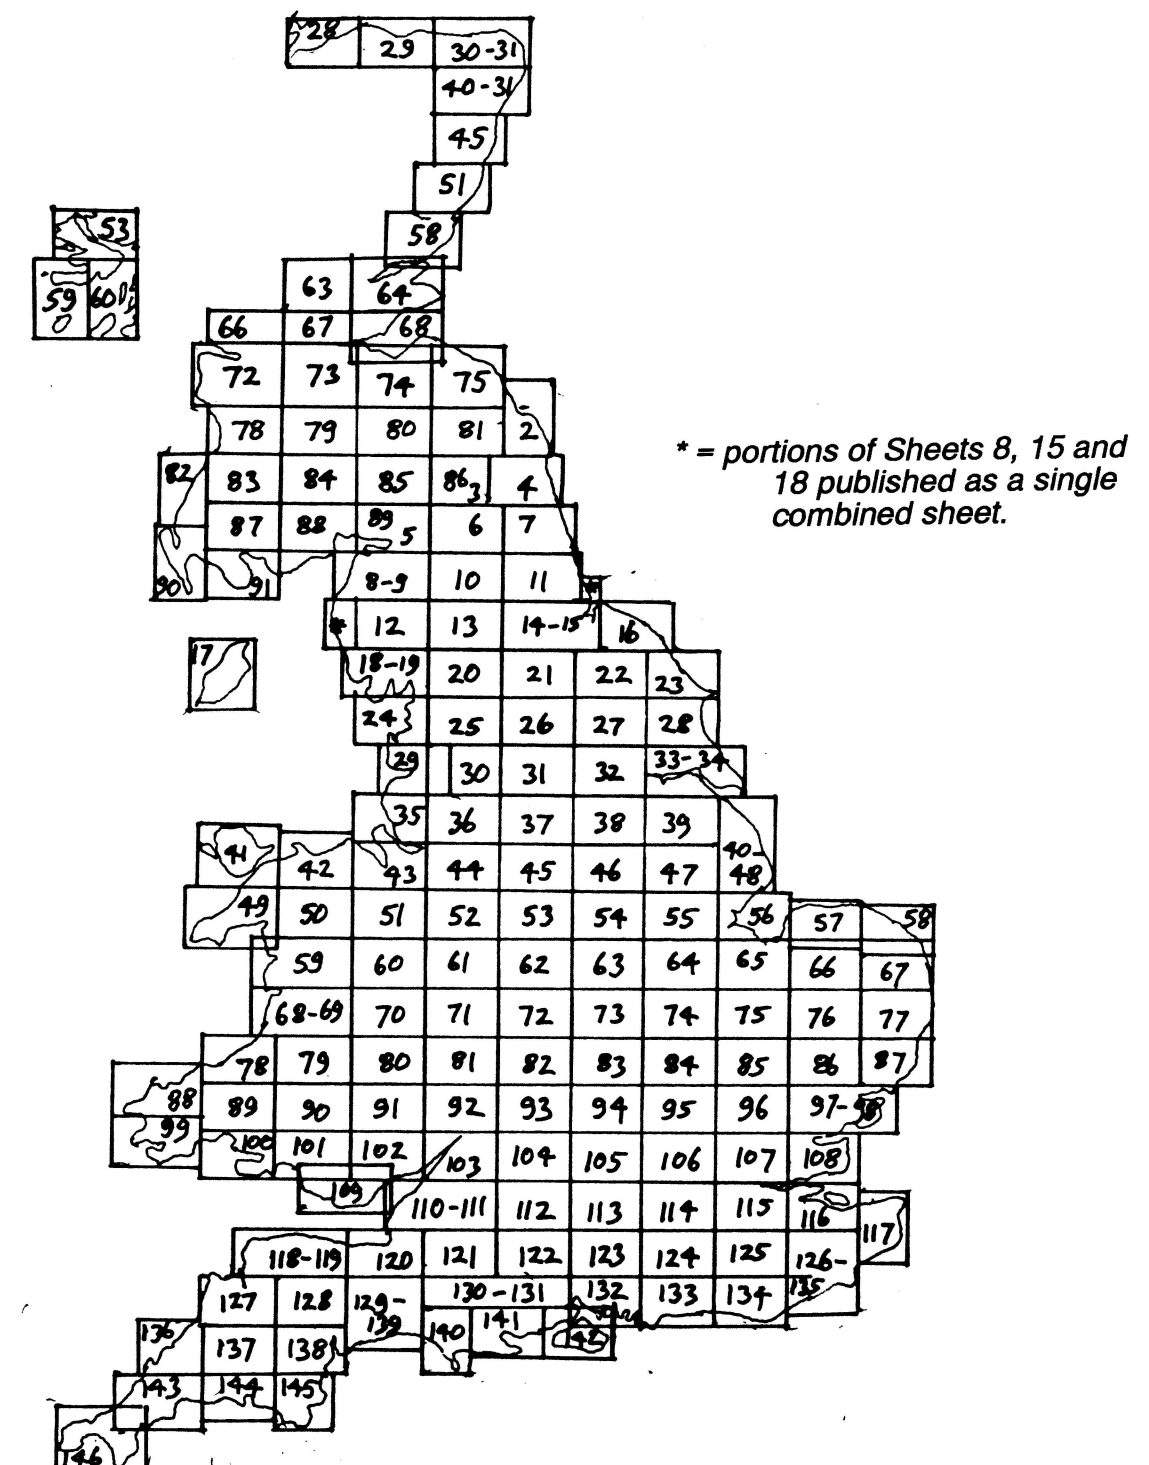 28 29 30-31
40-31
45
51
53 58
59 60 63 64
66 67 68
72 73 74 75
78 79 80 81 2
* = portions of Sheets 8, 15 and
82 83 84 85 86 3 4
18 published as a single
87 88 89 5 6 7
combined sheet.
90 91 8-9 10 11 *
* 12 13 14-15 16
17 18-19 20 21 22 23
24 25 26 27 28
29 30 31 32 33-34
35 36 37 38 39
41 42 43 44 45 46 47 40-
48
49 50 51 52 53 54 55 56 57 58
59 60 61 62 63 64 65 66 67
68-69 70 71 72 73 74 75 76 77
78 79 80 81 82 83 84 85 86 87
88 89 90 91 92 93 94 95 96 97-98
99 100 101 102 103 104 105 106 107 108
109 110-111 112 113 114 115 116 117
118-119 120 121 122 123 124 125 126-
135
127 128 129-
139 130-131 132 133 134
136 137 138 140 141 142
143 144 145
146